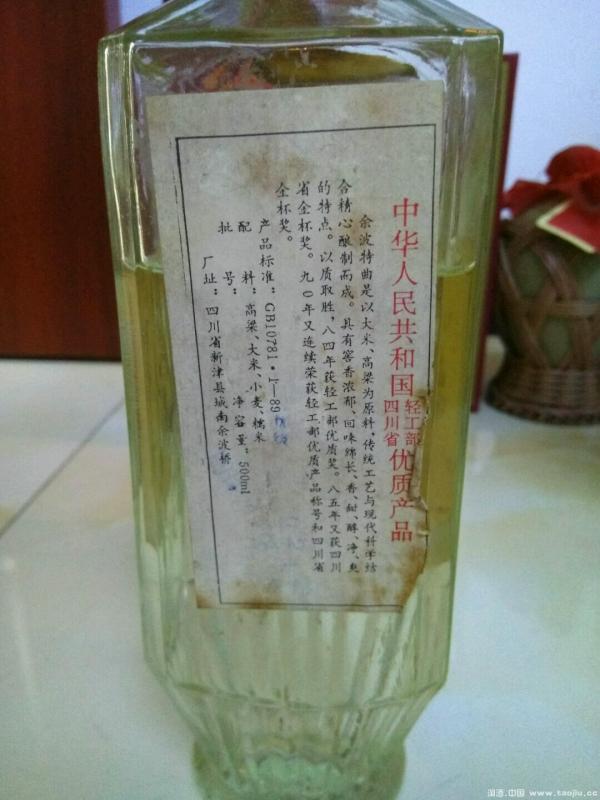 中华人民共和国轻工部四川省优质产品
余波特曲是以大米、高梁为原料,传统工艺与现代科学结
合精心酿制而成。具有窖香浓郁、回味绵长、香、甜、醇、净、爽
的特点。以质取胜,八四年获轻工部优质奖。八五年又获四川
省金杯奖。九〇年又连续荣获轻工部优质产品称号和四川省
金杯奖。
产品标准:GB10781·1—89
配料:高梁、大米、小麦、糯米
批号: 净容量:500ml
厂址:四川省新津县城南余波桥
淘酒.中国 www.taojiu.cc